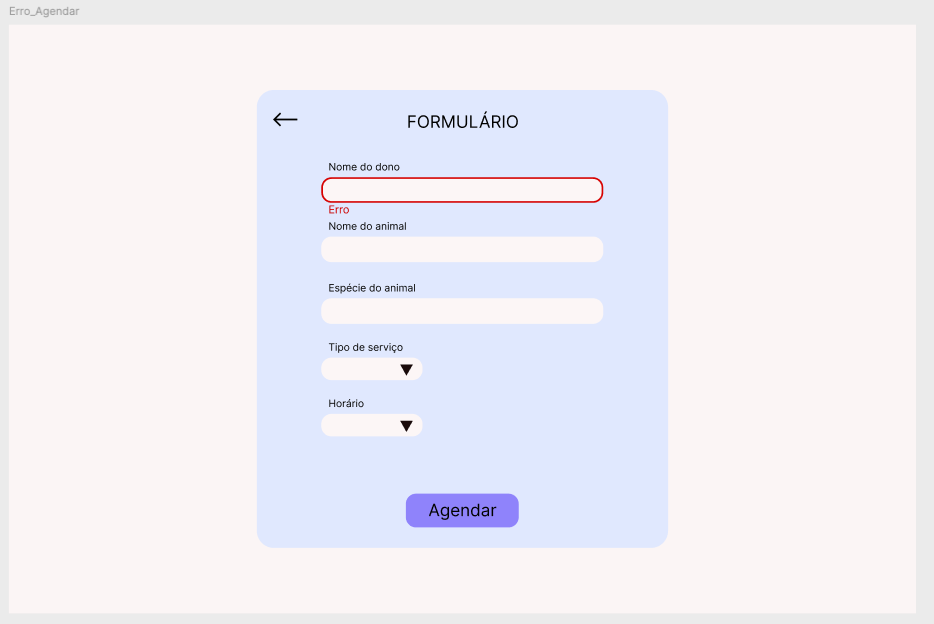 Erro_Agendar
FORMULÁRIO
Nome do dono
Erro
Nome do animal
Espécie do animal
Tipo de serviço
Horário
Agendar